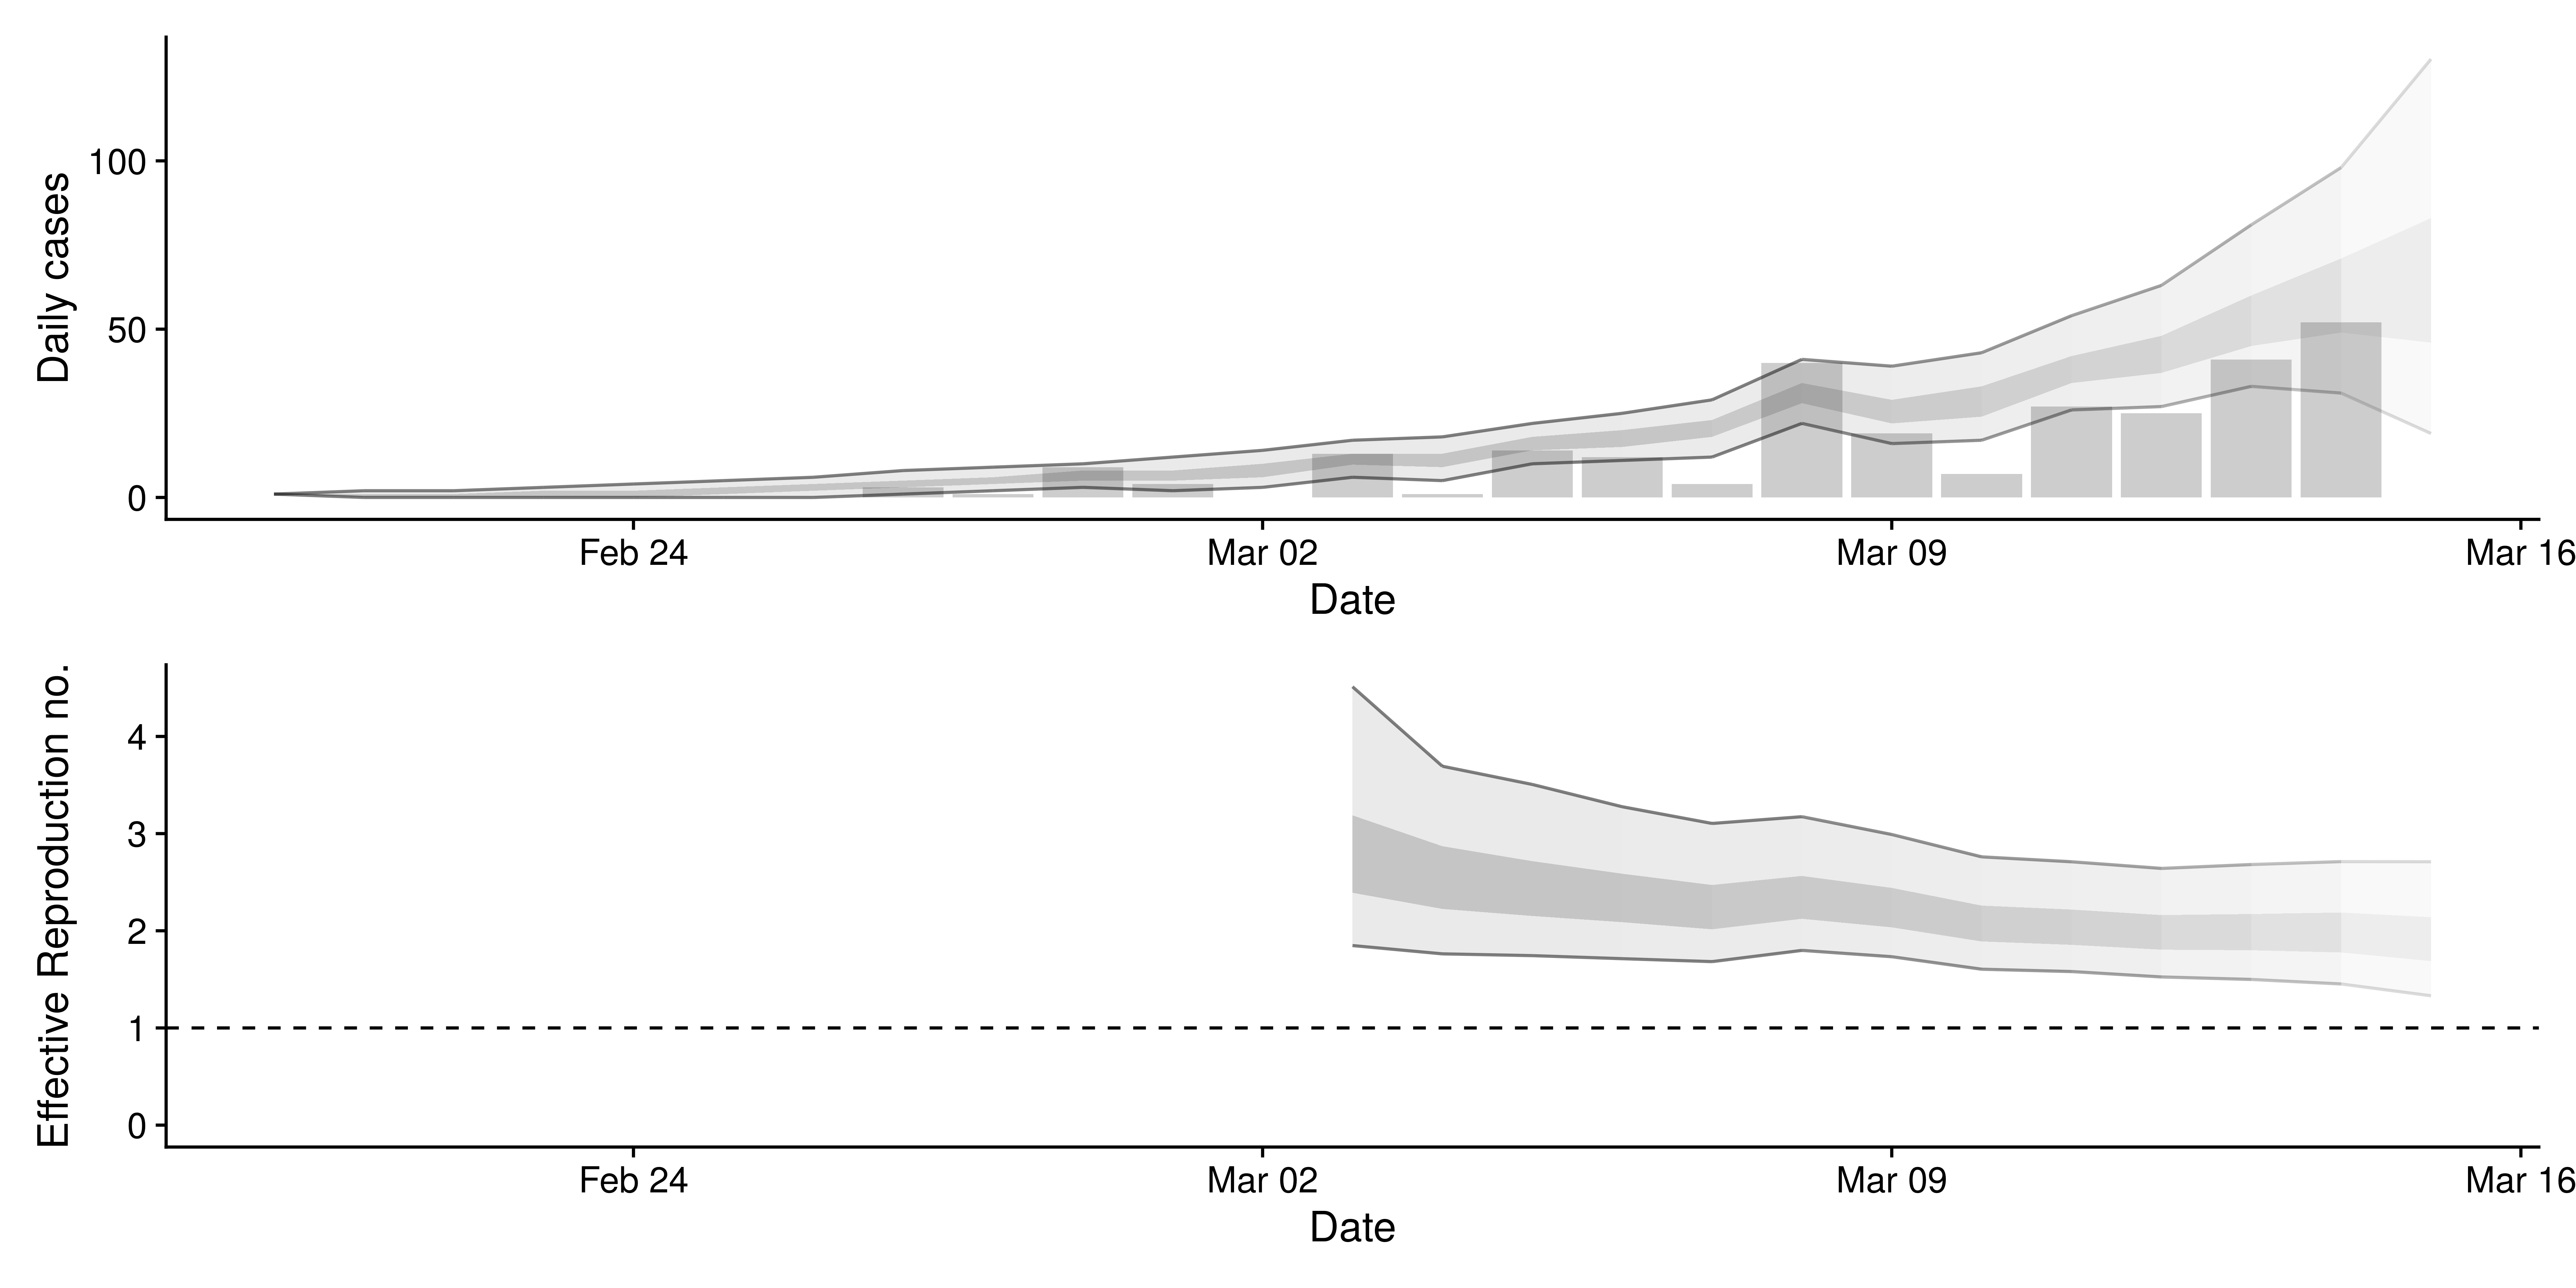 Daily cases
100
50
0
Feb 24 Mar 02 Mar 09 Mar 16
Date
Effective Reproduction no.
4
3
2
1
0
Feb 24 Mar 02 Mar 09 Mar 16
Date